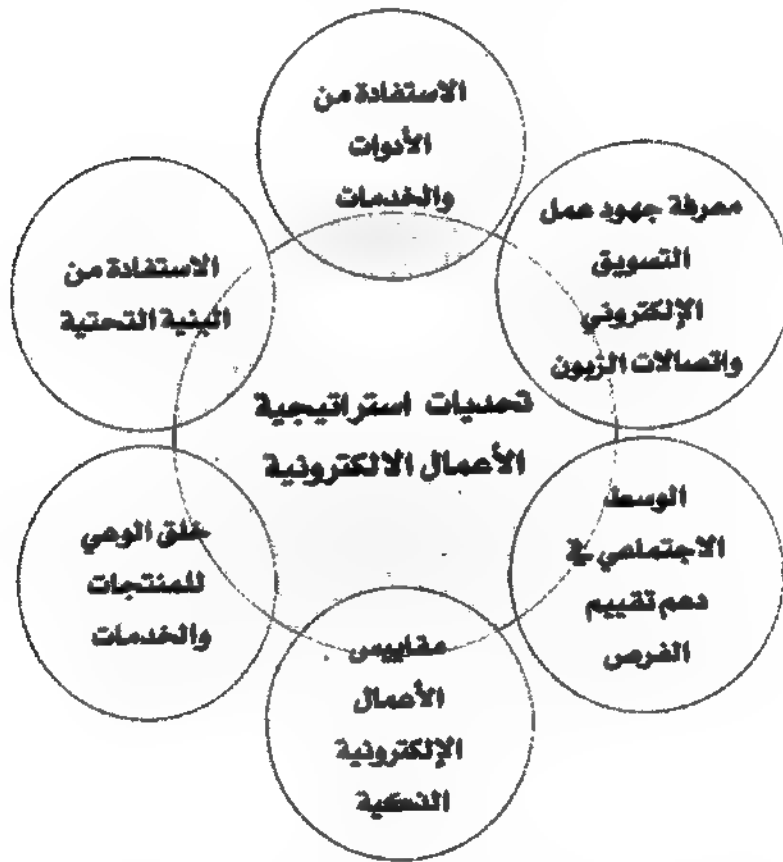 الاستفادة من
الأدوات
والخدمات
معرفة جهود عمل
التسويق
الإلكتروني
واتصالات الزبون
الوسط
الاجتماعي في
دعم تقييم
الفرص
مقاييس
الأعمال
الإلكترونية
الذكية
خلق الوعي
للمنتجات
والخدمات
الاستفادة من
البنية التحتية
تحديات استراتيجية
الأعمال الالكترونية